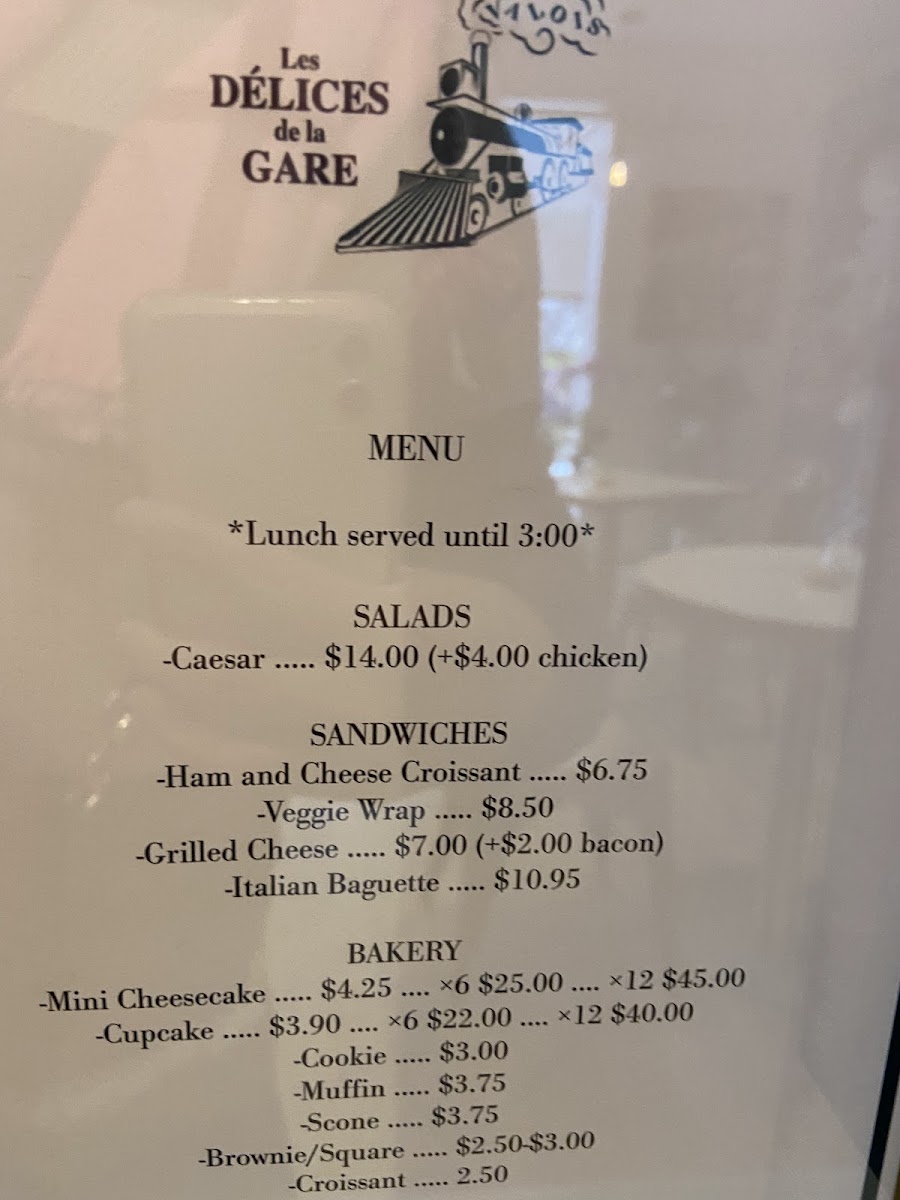 VALOIS
Les
DÉLICES
de la
GARE
MENU
*Lunch served until 3:00*
SALADS
-Caesar ..... $14.00 (+$4.00 chicken)
SANDWICHES
-Ham and Cheese Croissant ..... $6.75
-Veggie Wrap ..... $8.50
-Grilled Cheese ..... $7.00 (+$2.00 bacon)
-Italian Baguette ..... $10.95
BAKERY
-Mini Cheesecake ..... $4.25 .... ×6 $25.00 .... ×12 $45.00
-Cupcake ..... $3.90 .... ×6 $22.00 .... ×12 $40.00
-Cookie ..... $3.00
-Muffin ..... $3.75
-Scone ..... $3.75
-Brownie/Square ..... $2.50-$3.00
-Croissant ..... 2.50